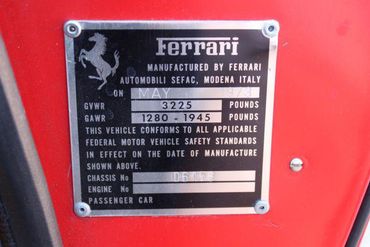 Ferrari
MANUFACTURED BY FERRARI
AUTOMOBILI SEFAC, MODENA ITALY
ON MAY
GVWR 3225 POUNDS
GAWR 1280 - 1945 POUNDS
THIS VEHICLE CONFORMS TO ALL APPLICABLE
FEDERAL MOTOR VEHICLE SAFETY STANDARDS
IN EFFECT ON THE DATE OF MANUFACTURE
SHOWN ABOVE.
CHASSIS No
ENGINE No
PASSENGER CAR